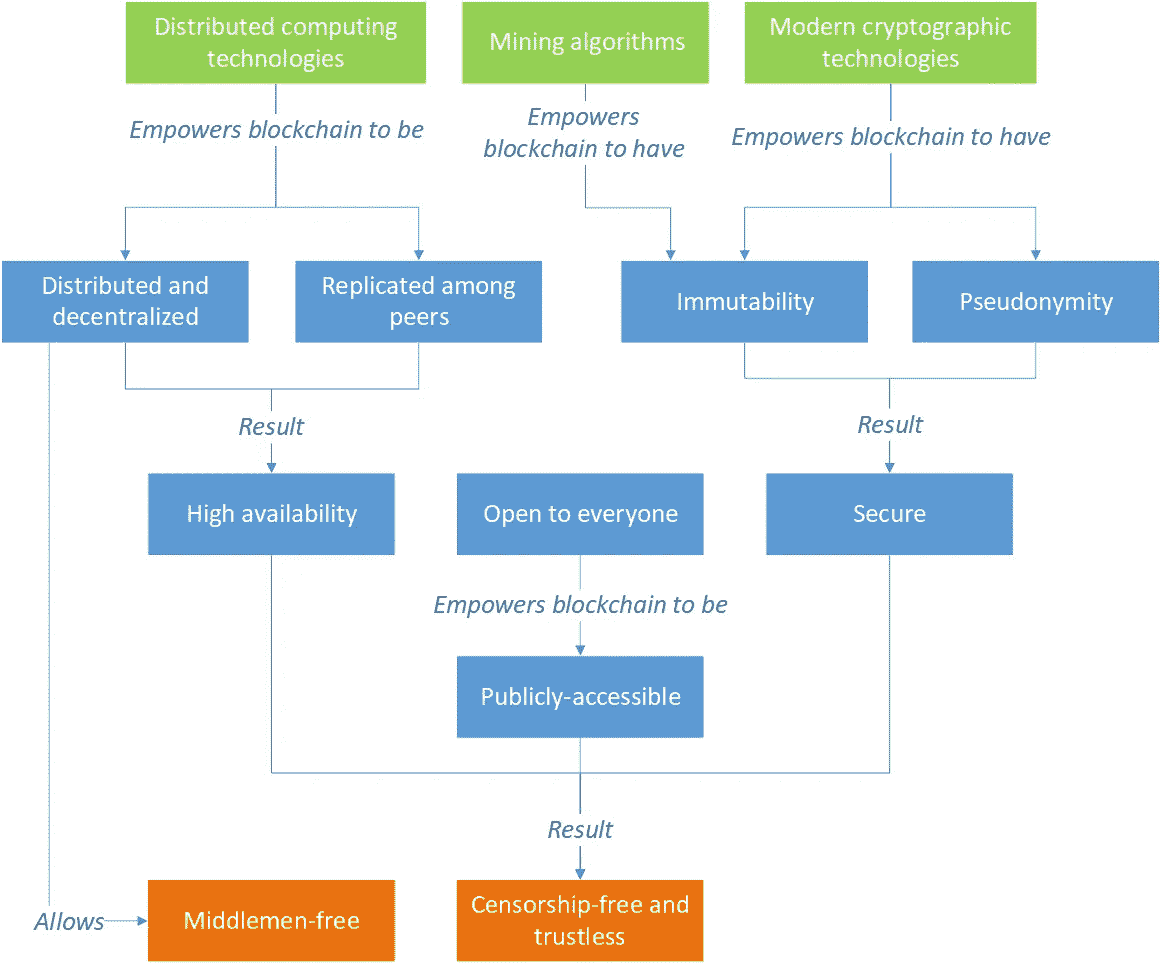 Distributed computing
technologies
Mining algorithms
Modern cryptographic
technologies
Empowers blockchain to be
Empowers
blockchain to have
Empowers blockchain to have
Distributed and
decentralized
Replicated among
peers
Immutability
Pseudonymity
Result
Result
High availability
Open to everyone
Secure
Empowers blockchain to be
Publicly-accessible
Result
Allows
Middlemen-free
Censorship-free and
trustless